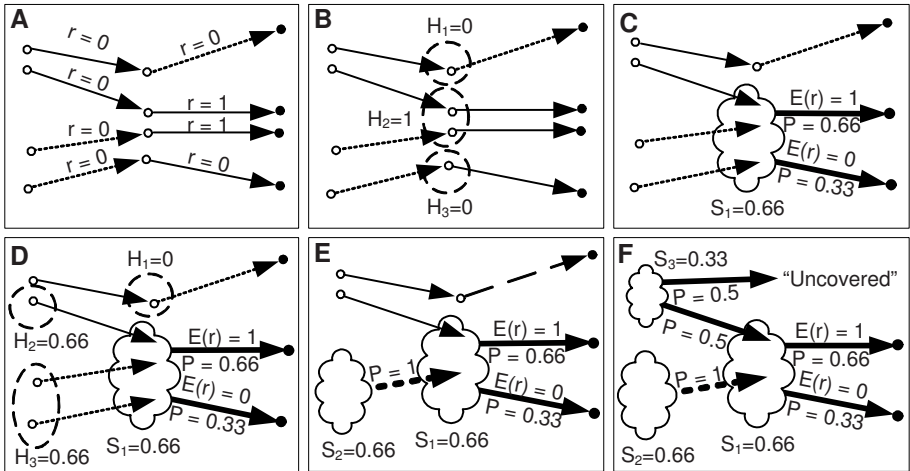 A
r = 0
r = 0
r = 0
r = 1
r = 1
r = 0
r = 0
r = 0
B
H₁=0
H₂=1
H₃=0
C
E(r) = 1
P = 0.66
E(r) = 0
P = 0.33
S₁=0.66
D
H₁=0
H₂=0.66
E(r) = 1
P = 0.66
E(r) = 0
P = 0.33
H₃=0.66
S₁=0.66
E
E(r) = 1
P = 0.66
P = 1
E(r) = 0
P = 0.33
S₂=0.66
S₁=0.66
F
S₃=0.33
"Uncovered"
P = 0.5
P = 0.5
E(r) = 1
P = 0.66
P = 1
E(r) = 0
P = 0.33
S₂=0.66
S₁=0.66